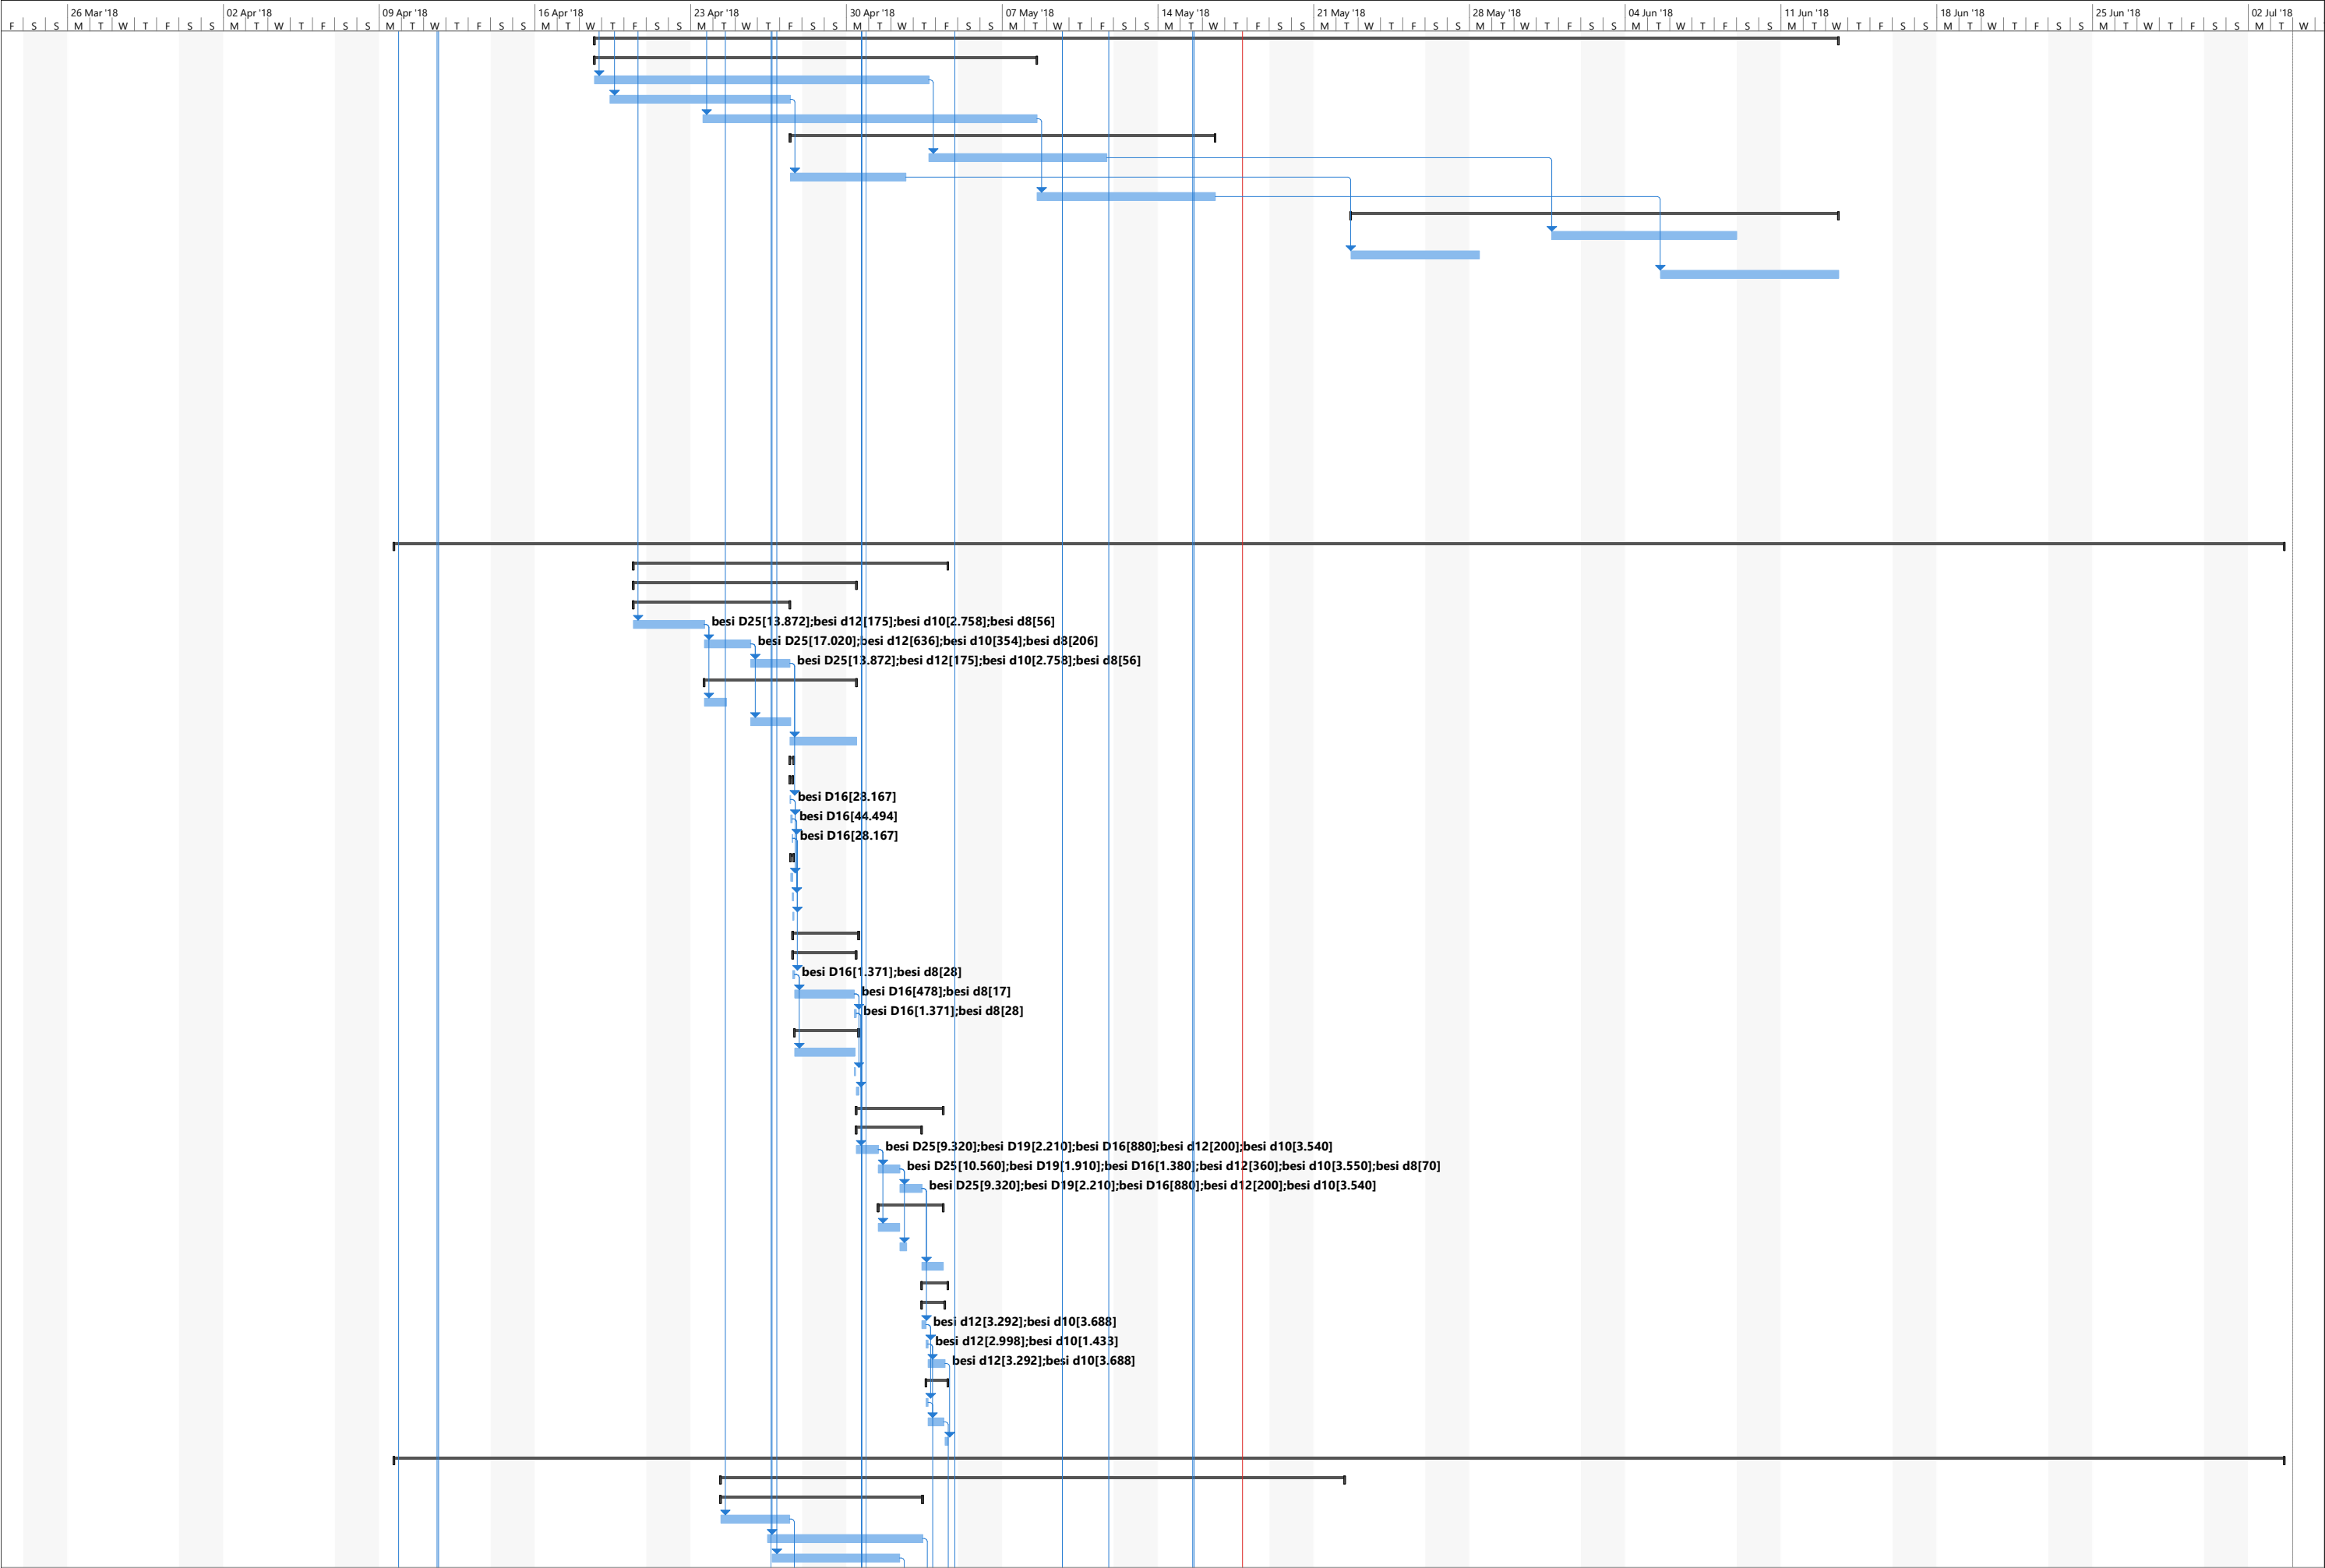 26 Mar '18 02 Apr '18 09 Apr '18 16 Apr '18 23 Apr '18 30 Apr '18 07 May '18 14 May '18 21 May '18 28 May '18 04 Jun '18 11 Jun '18 18 Jun '18 25 Jun '18 02 Jul '18
F S S M T W T F S S M T W T F S S M T W T F S S M T W T F S S M T W T F S S M T W T F S S M T W T F S S M T W T F S S M T W T F S S M T W T F S S M T W T F S S M T W T F S S M T W T F S S M T W T F S S M T W
besi D25[13.872];besi d12[175];besi d10[2.758];besi d8[56]
besi D25[17.020];besi d12[636];besi d10[354];besi d8[206]
besi D25[13.872];besi d12[175];besi d10[2.758];besi d8[56]
besi D16[28.167]
besi D16[44.494]
besi D16[28.167]
besi D16[1.371];besi d8[28]
besi D16[478];besi d8[17]
besi D16[1.371];besi d8[28]
besi D25[9.320];besi D19[2.210];besi D16[880];besi d12[200];besi d10[3.540]
besi D25[10.560];besi D19[1.910];besi D16[1.380];besi d12[360];besi d10[3.550];besi d8[70]
besi D25[9.320];besi D19[2.210];besi D16[880];besi d12[200];besi d10[3.540]
besi d12[3.292];besi d10[3.688]
besi d12[2.998];besi d10[1.433]
besi d12[3.292];besi d10[3.688]